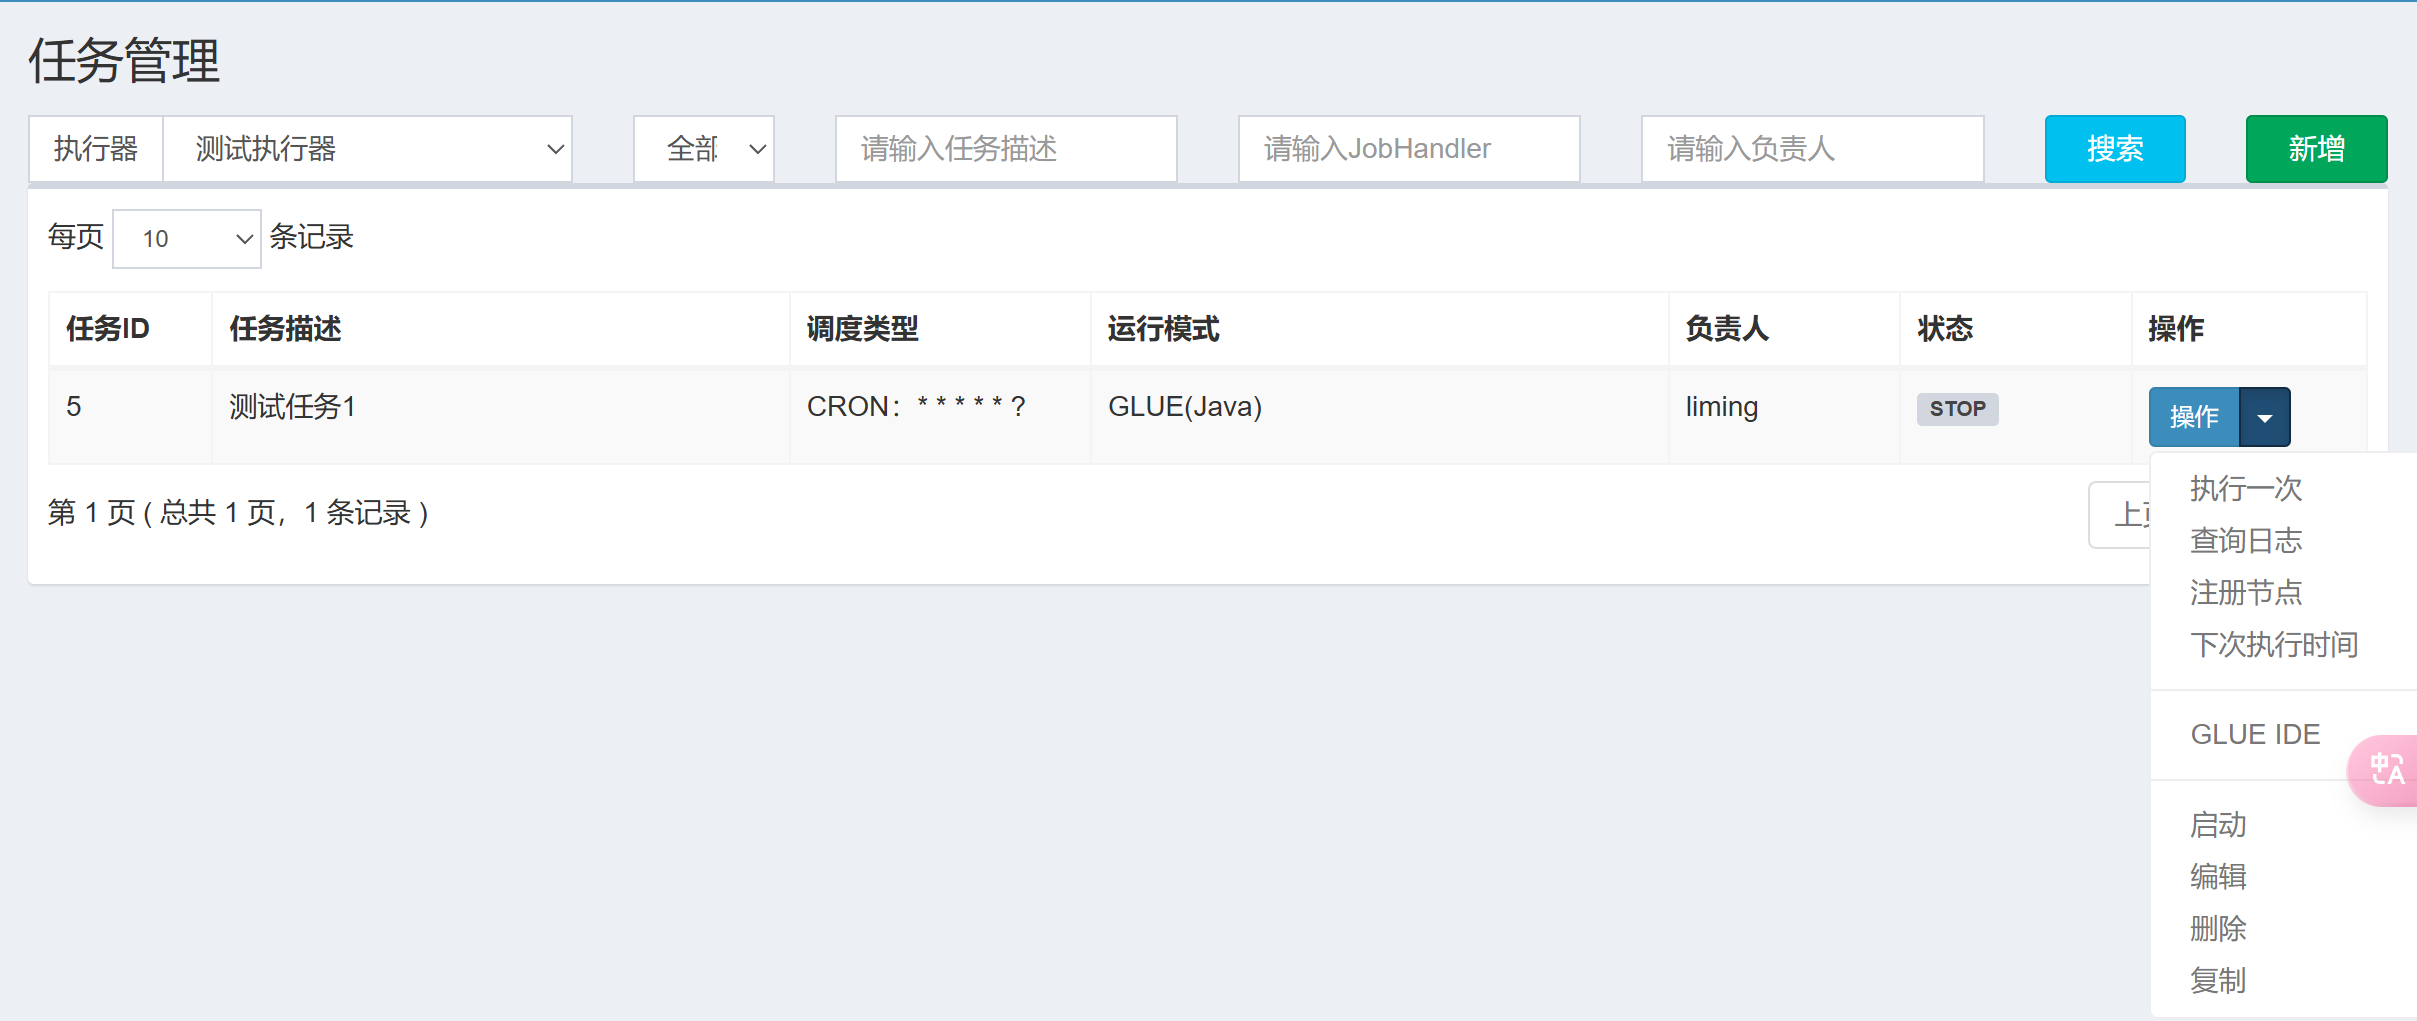 任务管理
执行器 测试执行器 全部 请输入任务描述 请输入JobHandler 请输入负责人 搜索 新增
每页 10 条记录
任务ID 任务描述 调度类型 运行模式 负责人 状态 操作
5 测试任务1 CRON：* * * * * ? GLUE(Java) liming STOP 操作
第 1 页 ( 总共 1 页，1 条记录 ) 上页
执行一次
查询日志
注册节点
下次执行时间
GLUE IDE
中A
启动
编辑
删除
复制